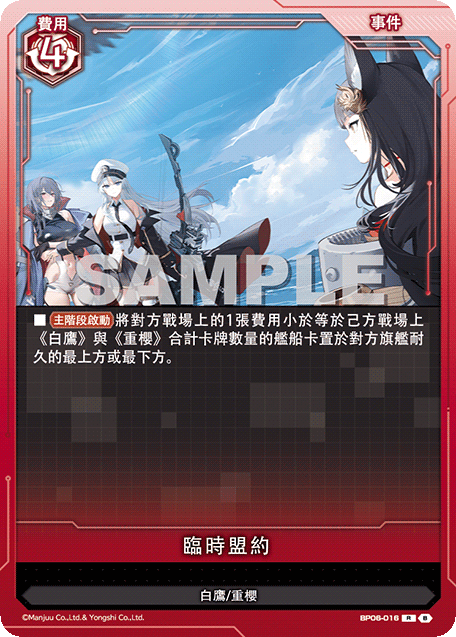 費用
4
事件
SAMPLE
■ 主階段啟動 將對方戰場上的1張費用小於等於己方戰場上
《白鷹》與《重櫻》合計卡牌數量的艦船卡置於對方旗艦耐
久的最上方或最下方。
臨時盟約
白鷹/重櫻
©Manjuu Co.,Ltd.& Yongshi Co.,Ltd.
BP06-016 R B